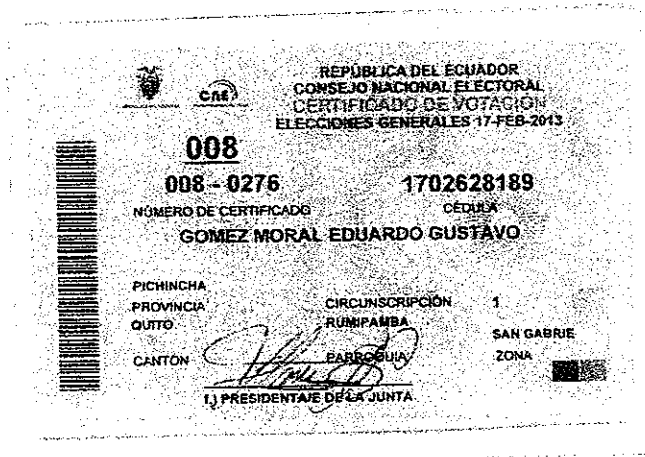 REPÚBLICA DEL ECUADOR
CONSEJO NACIONAL ELECTORAL
CNE
CERTIFICADO DE VOTACIÓN
ELECCIONES GENERALES 17-FEB-2013
008
008 - 0276 1702628189
NÚMERO DE CERTIFICADO CÉDULA
GOMEZ MORAL EDUARDO GUSTAVO
PICHINCHA
PROVINCIA CIRCUNSCRIPCIÓN 1
QUITO RUMIPAMBA
SAN GABRIE
CANTÓN PARROQUIA ZONA
f.) PRESIDENTA/E DE LA JUNTA